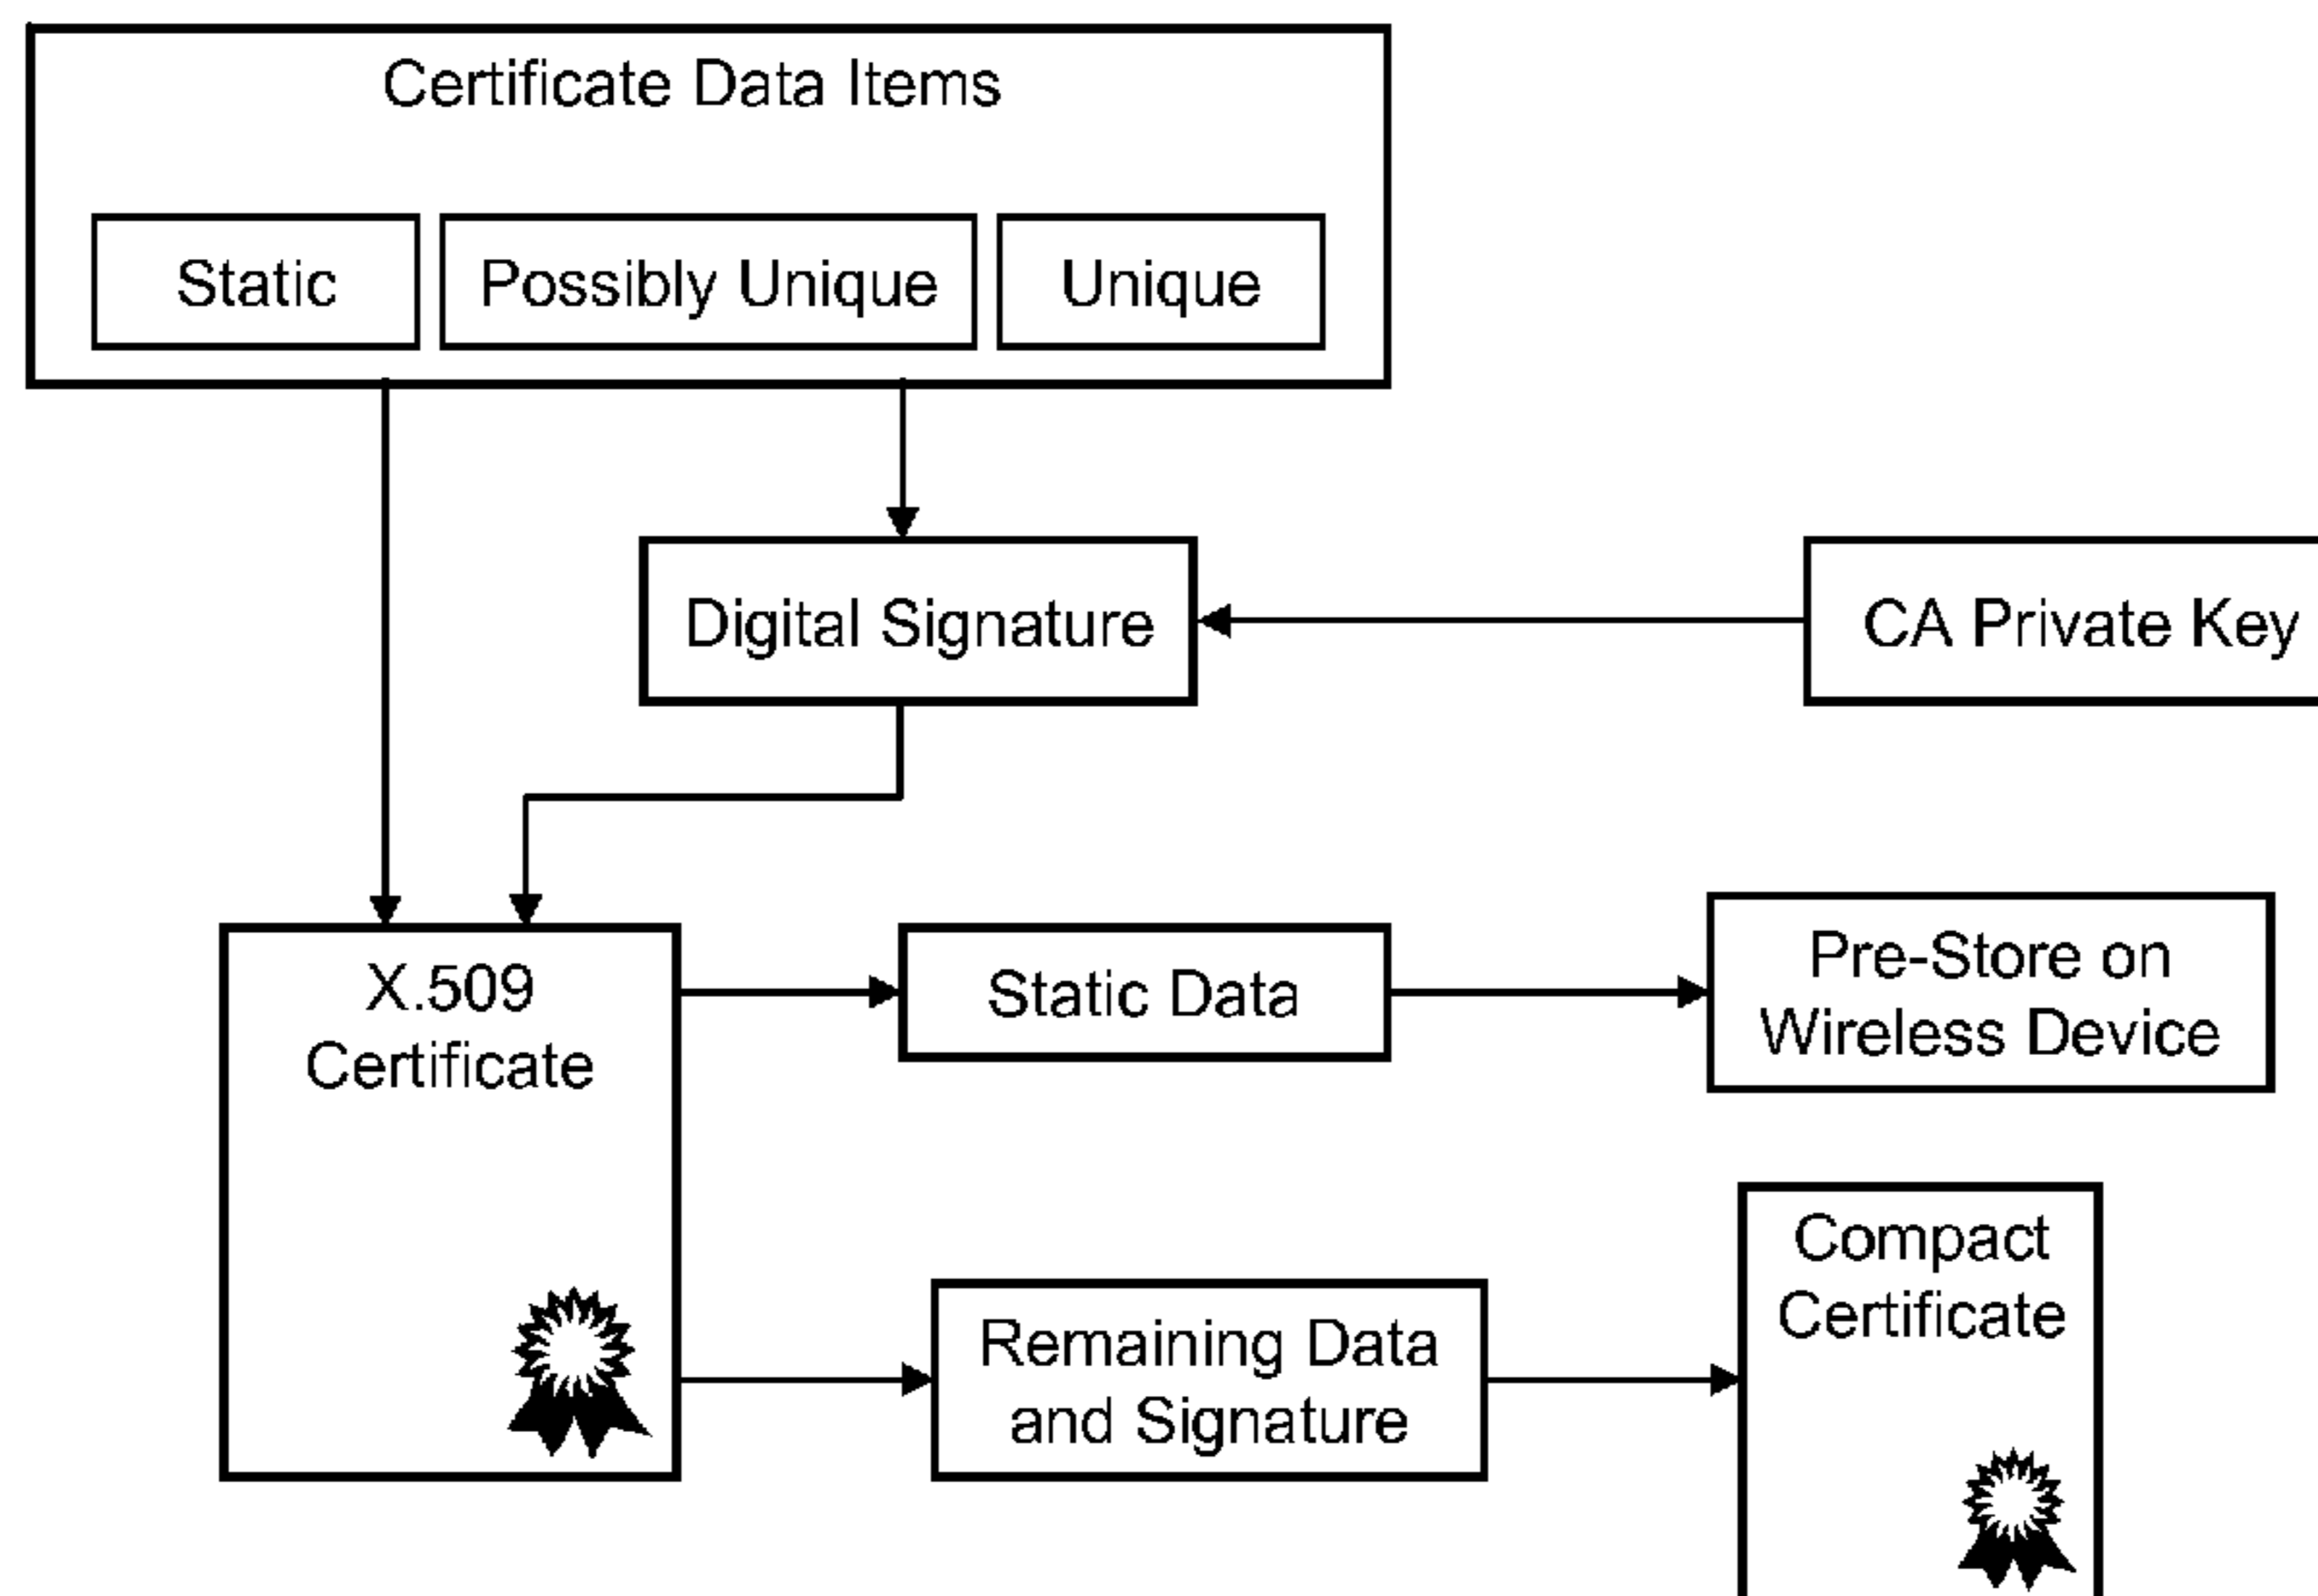 Certificate Data Items
Static
Possibly Unique
Unique
Digital Signature
CA Private Key
X.509
Certificate
Static Data
Pre-Store on
Wireless Device
Remaining Data
and Signature
Compact
Certificate